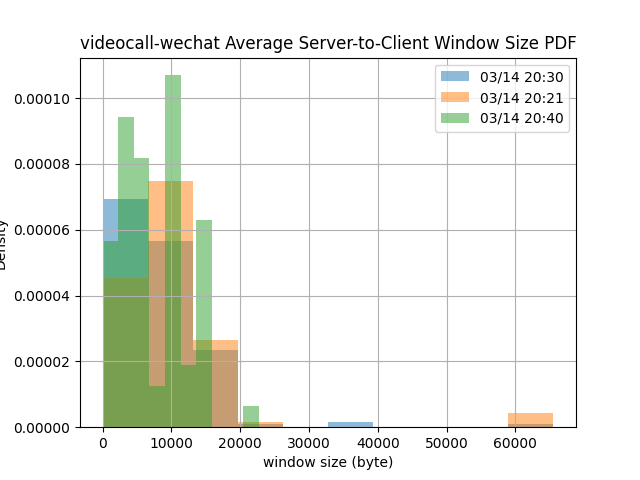 videocall-wechat Average Server-to-Client Window Size PDF
03/14 20:30
03/14 20:21
03/14 20:40
0.00010
0.00008
0.00006
0.00004
0.00002
0.00000
Density
0 10000 20000 30000 40000 50000 60000
window size (byte)